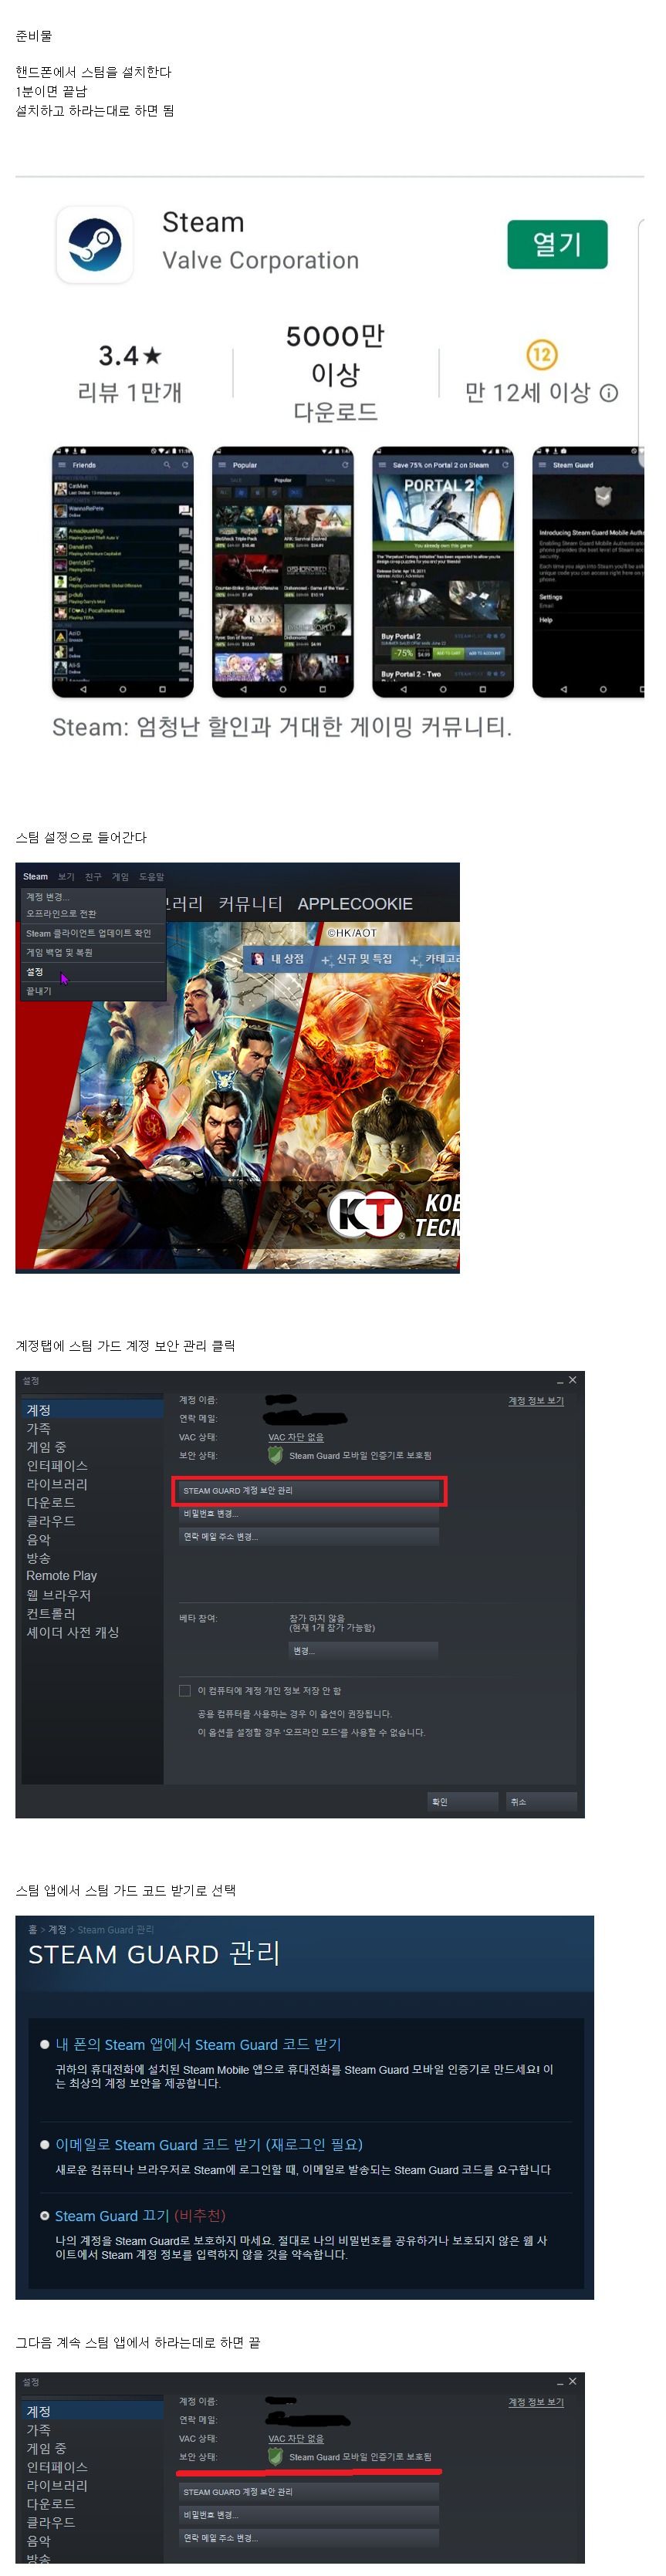 준비물
핸드폰에서 스팀을 설치한다
1분이면 끝남
설치하고 하라는대로 하면 됨
Steam
Valve Corporation
열기
3.4★
리뷰 1만개
5000만
이상
다운로드
12
만 12세 이상
Friends
Popular
Save 75% on Portal 2 on Steam
PORTAL 2
Steam Guard
Settings
Email
Help
Buy Portal 2
-75%
Steam: 엄청난 할인과 거대한 게이밍 커뮤니티.
스팀 설정으로 들어간다
Steam 보기 친구 게임 도움말
계정 변경...
오프라인으로 전환
Steam 클라이언트 업데이트 확인
게임 백업 및 복원
설정
끝내기
브러리 커뮤니티 APPLECOOKIE
©HK/AOT
내 상점 신규 및 특집 카테고리
KT
KOE
TECM
계정탭에 스팀 가드 계정 보안 관리 클릭
설정
계정
가족
게임 중
인터페이스
라이브러리
다운로드
클라우드
음악
방송
Remote Play
웹 브라우저
컨트롤러
셰이더 사전 캐싱
계정 이름:
계정 정보 보기
연락 메일:
VAC 상태: VAC 차단 없음
보안 상태: Steam Guard 모바일 인증기로 보호됨
STEAM GUARD 계정 보안 관리
비밀번호 변경...
연락 메일 주소 변경...
베타 참여: 참가 하지 않음
(현재 1개 참가 가능함)
변경...
이 컴퓨터에 계정 개인 정보 저장 안 함
공용 컴퓨터를 사용하는 경우 이 옵션이 권장됩니다.
이 옵션을 설정할 경우 '오프라인 모드'를 사용할 수 없습니다.
확인 취소
스팀 앱에서 스팀 가드 코드 받기로 선택
홈 > 계정 > Steam Guard 관리
STEAM GUARD 관리
내 폰의 Steam 앱에서 Steam Guard 코드 받기
귀하의 휴대전화에 설치된 Steam Mobile 앱으로 휴대전화를 Steam Guard 모바일 인증기로 만드세요! 이
는 최상의 계정 보안을 제공합니다.
이메일로 Steam Guard 코드 받기 (재로그인 필요)
새로운 컴퓨터나 브라우저로 Steam에 로그인할 때, 이메일로 발송되는 Steam Guard 코드를 요구합니다
Steam Guard 끄기 (비추천)
나의 계정을 Steam Guard로 보호하지 마세요. 절대로 나의 비밀번호를 공유하거나 보호되지 않은 웹 사
이트에서 Steam 계정 정보를 입력하지 않을 것을 약속합니다.
그다음 계속 스팀 앱에서 하라는데로 하면 끝
설정
계정
가족
게임 중
인터페이스
라이브러리
다운로드
클라우드
음악
방송
계정 이름:
계정 정보 보기
연락 메일:
VAC 상태: VAC 차단 없음
보안 상태: Steam Guard 모바일 인증기로 보호됨
STEAM GUARD 계정 보안 관리
비밀번호 변경...
연락 메일 주소 변경...